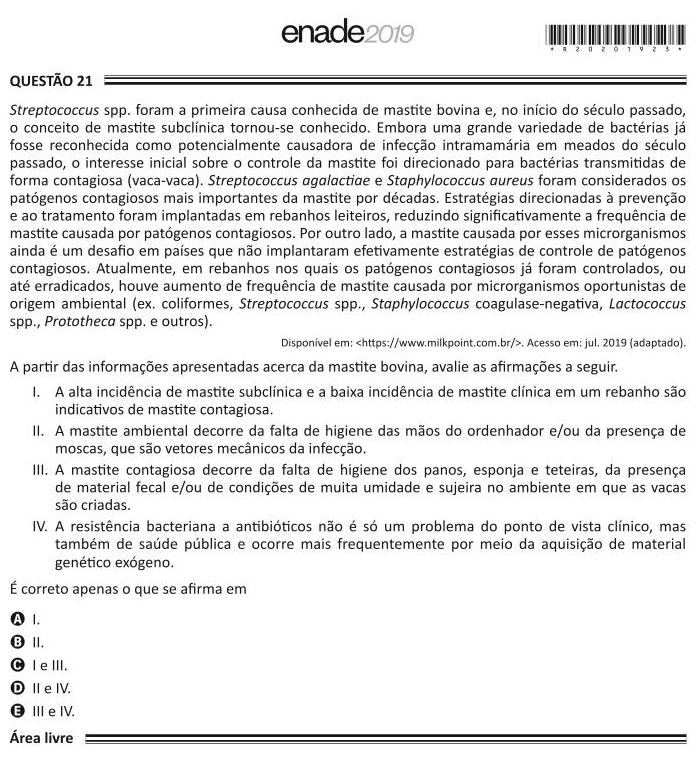 enade2019
* R 2 0 2 0 1 9 2 3 *
QUESTÃO 21
Streptococcus spp. foram a primeira causa conhecida de mastite bovina e, no início do século passado,
o conceito de mastite subclínica tornou-se conhecido. Embora uma grande variedade de bactérias já
fosse reconhecida como potencialmente causadora de infecção intramamária em meados do século
passado, o interesse inicial sobre o controle da mastite foi direcionado para bactérias transmitidas de
forma contagiosa (vaca-vaca). Streptococcus agalactiae e Staphylococcus aureus foram considerados os
patógenos contagiosos mais importantes da mastite por décadas. Estratégias direcionadas à prevenção
e ao tratamento foram implantadas em rebanhos leiteiros, reduzindo significativamente a frequência de
mastite causada por patógenos contagiosos. Por outro lado, a mastite causada por esses microrganismos
ainda é um desafio em países que não implantaram efetivamente estratégias de controle de patógenos
contagiosos. Atualmente, em rebanhos nos quais os patógenos contagiosos já foram controlados, ou
até erradicados, houve aumento de frequência de mastite causada por microrganismos oportunistas de
origem ambiental (ex. coliformes, Streptococcus spp., Staphylococcus coagulase-negativa, Lactococcus
spp., Prototheca spp. e outros).
Disponível em: <https://www.milkpoint.com.br/>. Acesso em: jul. 2019 (adaptado).
A partir das informações apresentadas acerca da mastite bovina, avalie as afirmações a seguir.
I. A alta incidência de mastite subclínica e a baixa incidência de mastite clínica em um rebanho são
indicativos de mastite contagiosa.
II. A mastite ambiental decorre da falta de higiene das mãos do ordenhador e/ou da presença de
moscas, que são vetores mecânicos da infecção.
III. A mastite contagiosa decorre da falta de higiene dos panos, esponja e teteiras, da presença
de material fecal e/ou de condições de muita umidade e sujeira no ambiente em que as vacas
são criadas.
IV. A resistência bacteriana a antibióticos não é só um problema do ponto de vista clínico, mas
também de saúde pública e ocorre mais frequentemente por meio da aquisição de material
genético exógeno.
É correto apenas o que se afirma em
A I.
B II.
C I e III.
D II e IV.
E III e IV.
Área livre